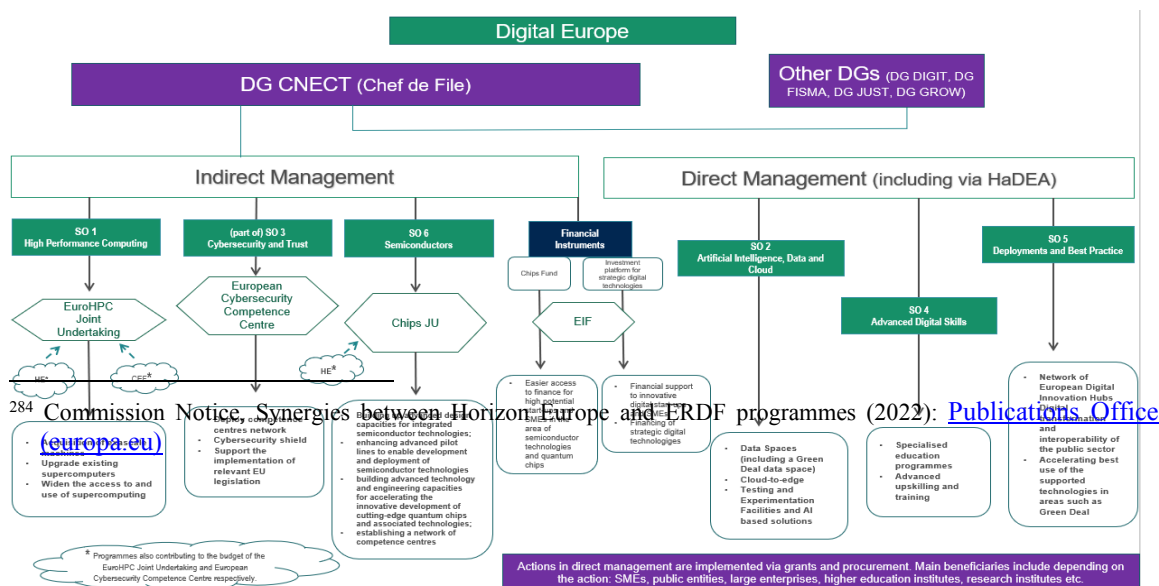 Digital Europe
DG CNECT (Chef de File)
Other DGs (DG DIGIT, DG
FISMA, DG JUST, DG GROW)
Indirect Management
Direct Management (including via HaDEA)
SO 1
High Performance Computing
(part of) SO 3
Cybersecurity and Trust
SO 6
Semiconductors
Financial
Instruments
SO 2
Artificial Intelligence, Data and
Cloud
SO 4
Advanced Digital Skills
SO 5
Deployments and Best Practice
Chips Fund
Investment
platform for
strategic digital
technologies
EuroHPC
Joint
Undertaking
European
Cybersecurity
Competence
Centre
Chips JU
EIF
HE*
CEF*
HE*
284 Commission Notice. Synergies between Horizon Europe and ERDF programmes (2022): Publications Office
(europa.eu)
machines
• Upgrade existing
supercomputers
• Widen the access to and
use of supercomputing
• Deploy competence
centres network
• Cybersecurity shield
• Support the
implementation of
relevant EU
legislation
capacities for integrated
semiconductor technologies;
• enhancing advanced pilot
lines to enable development
and deployment of
semiconductor technologies
• building advanced technology
and engineering capacities
for accelerating the
innovative development of
cutting-edge quantum chips
and associated technologies;
• establishing a network of
competence centres
• Easier access
to finance for
high potential
start-ups and
SMEs in the
area of
semiconductor
technologies
and quantum
chips
• Financial support
to innovative
digital start-ups
and SMEs
• Financing of
strategic digital
technologies
• Data Spaces
(including a Green
Deal data space)
• Cloud-to-edge
• Testing and
Experimentation
Facilities and AI
based solutions
• Specialised
education
programmes
• Advanced
upskilling and
training
• Network of
European Digital
Innovation Hubs
Digital
transformation
and
interoperability of
the public sector
• Accelerating best
use of the
supported
technologies in
areas such as
Green Deal
* Programmes also contributing to the budget of the
EuroHPC Joint Undertaking and European
Cybersecurity Competence Centre respectively.
Actions in direct management are implemented via grants and procurement. Main beneficiaries include depending on
the action: SMEs, public entities, large enterprises, higher education institutes, research institutes etc.